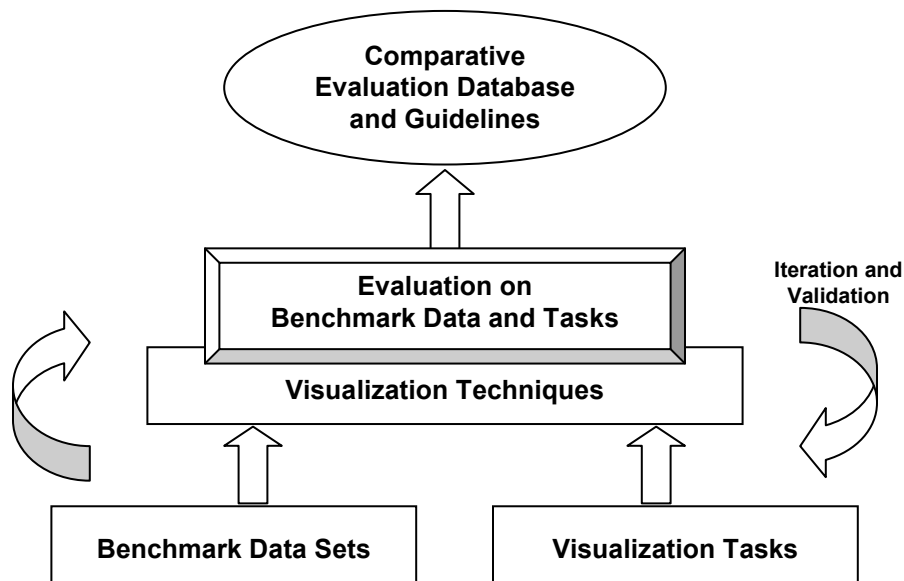 Comparative
Evaluation Database
and Guidelines
Evaluation on
Benchmark Data and Tasks
Iteration and
Validation
Visualization Techniques
Benchmark Data Sets
Visualization Tasks